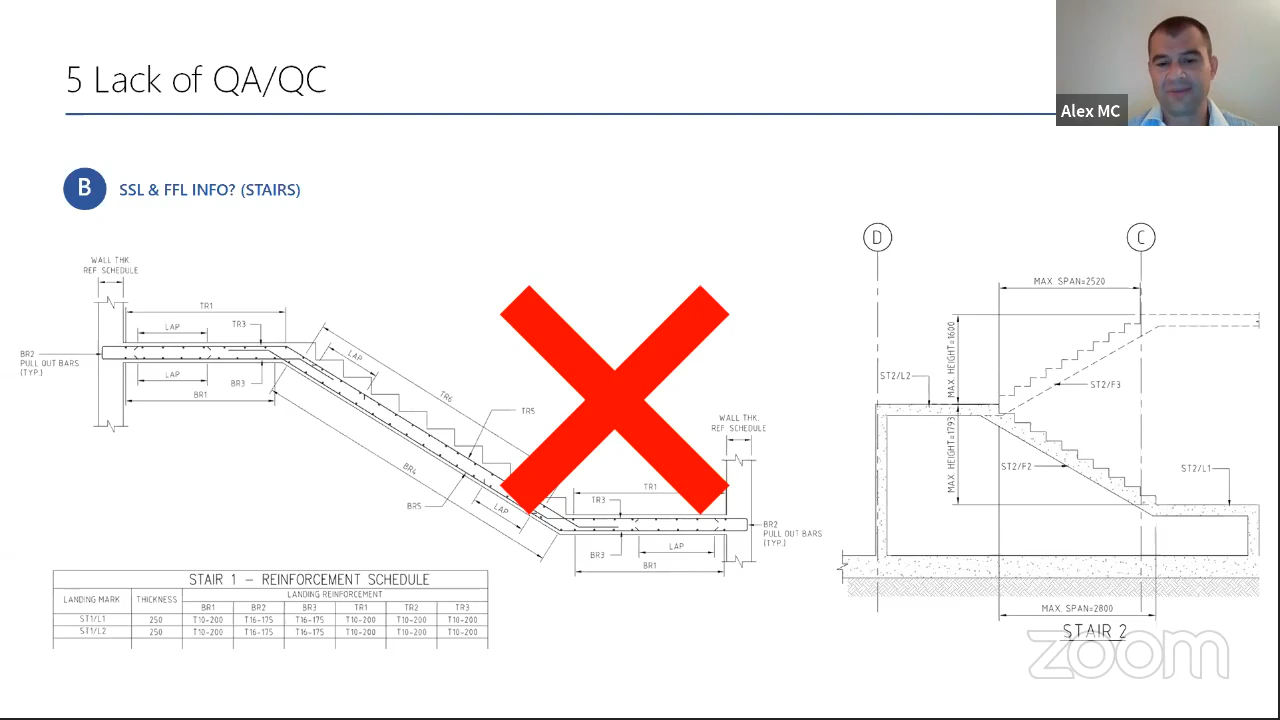 5 Lack of QA/QC
Alex MC
B
SSL & FFL INFO? (STAIRS)
WALL THK.
REF SCHEDULE
TR1
LAP
TR3
BR2
PULL OUT BARS
(TYP.)
LAP
BR3
BR1
LAP
TR6
TR5
BR4
BR5
LAP
WALL THK.
REF SCHEDULE
TR1
TR3
BR2
PULL OUT BARS
(TYP.)
BR3
LAP
BR1
STAIR 1 - REINFORCEMENT SCHEDULE
LANDING MARK THICKNESS LANDING REINFORCEMENT
BR1 BR2 BR3 TR1 TR2 TR3
ST1/L1 250 T10-200 T16-175 T16-175 T10-200 T10-200 T10-200
ST1/L2 250 T10-200 T16-175 T16-175 T10-200 T10-200 T10-200
D
C
MAX SPAN=2520
MAX HEIGHT=1600
ST2/L2
ST2/F3
MAX HEIGHT=1793
ST2/F2
ST2/L1
MAX. SPAN=2800
STAIR 2
zoom